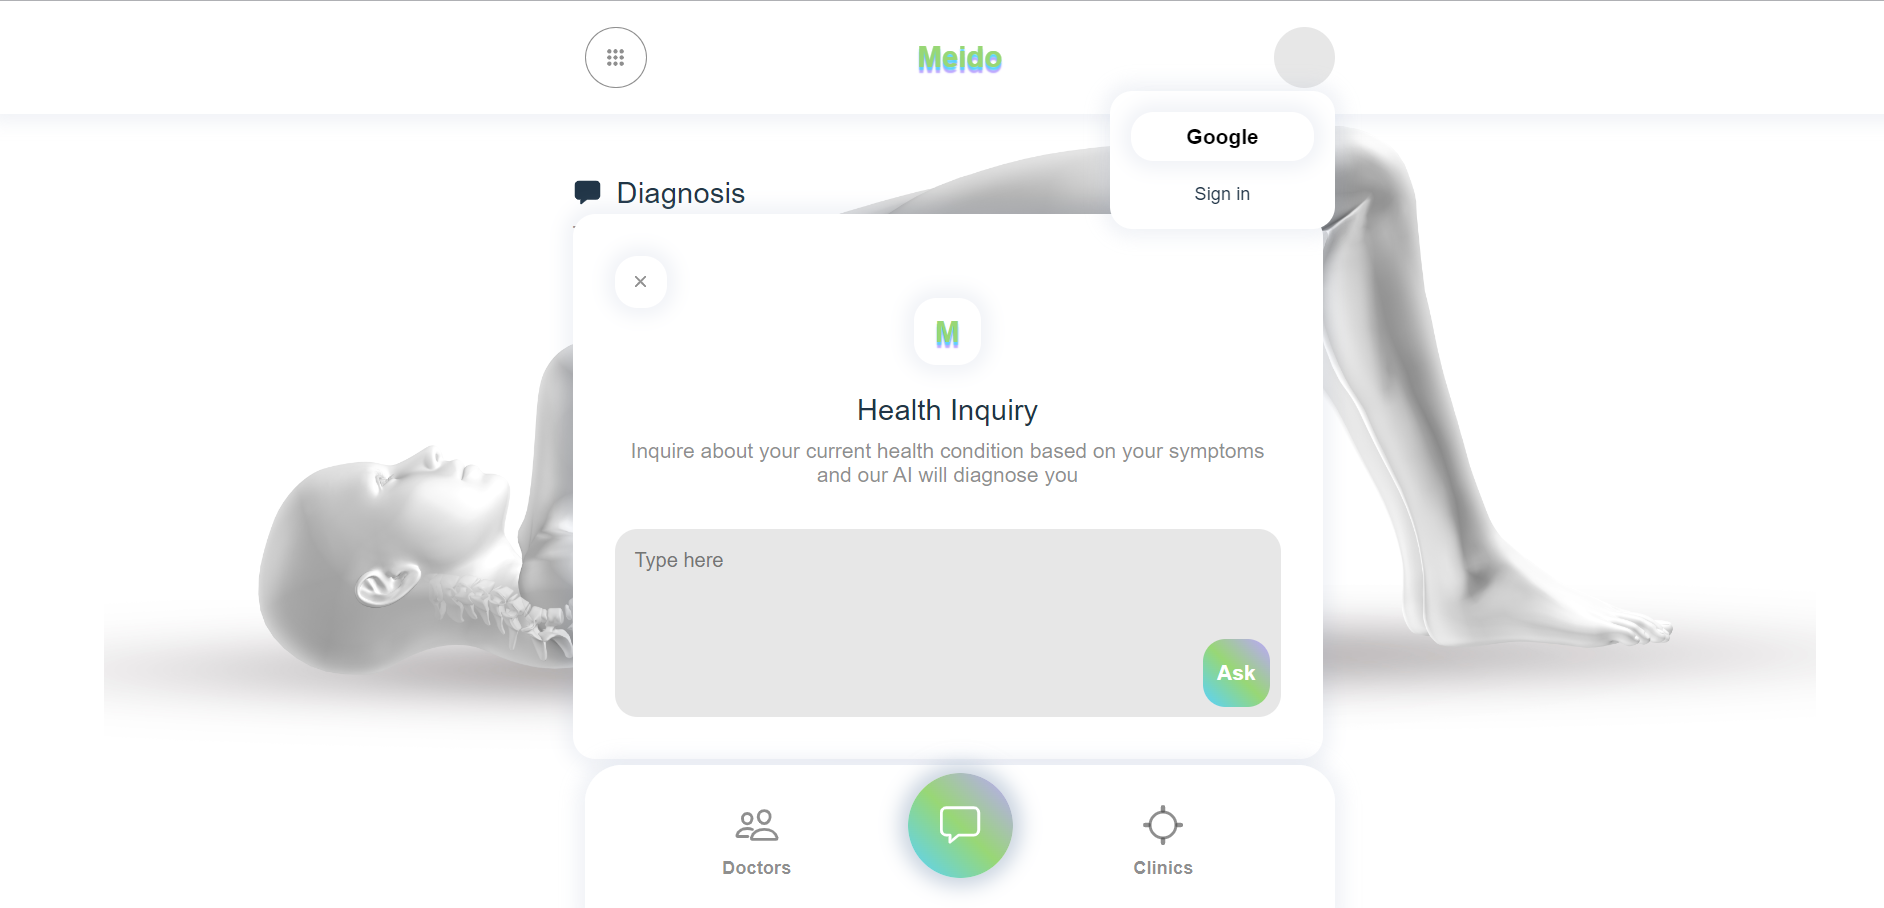 Meido
Google
Sign in
Diagnosis
M
Health Inquiry
Inquire about your current health condition based on your symptoms
and our AI will diagnose you
Type here
Ask
Doctors
Clinics